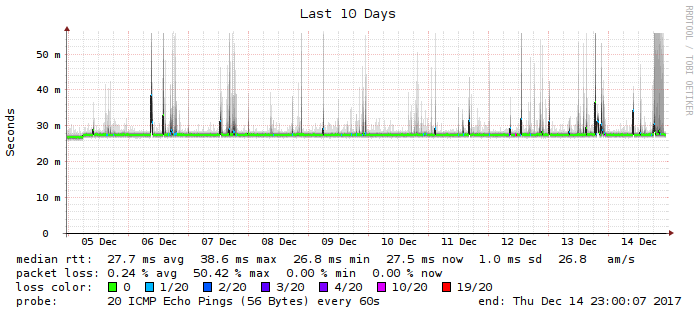 Last 10 Days
RRDTOOL / TOBI OETIKER
Seconds
50 m
40 m
30 m
20 m
10 m
0
05 Dec 06 Dec 07 Dec 08 Dec 09 Dec 10 Dec 11 Dec 12 Dec 13 Dec 14 Dec
median rtt: 27.7 ms avg 38.6 ms max 26.8 ms min 27.5 ms now 1.0 ms sd 26.8 am/s
packet loss: 0.24 % avg 50.42 % max 0.00 % min 0.00 % now
loss color: 0 1/20 2/20 3/20 4/20 10/20 19/20
probe: 20 ICMP Echo Pings (56 Bytes) every 60s end: Thu Dec 14 23:00:07 2017